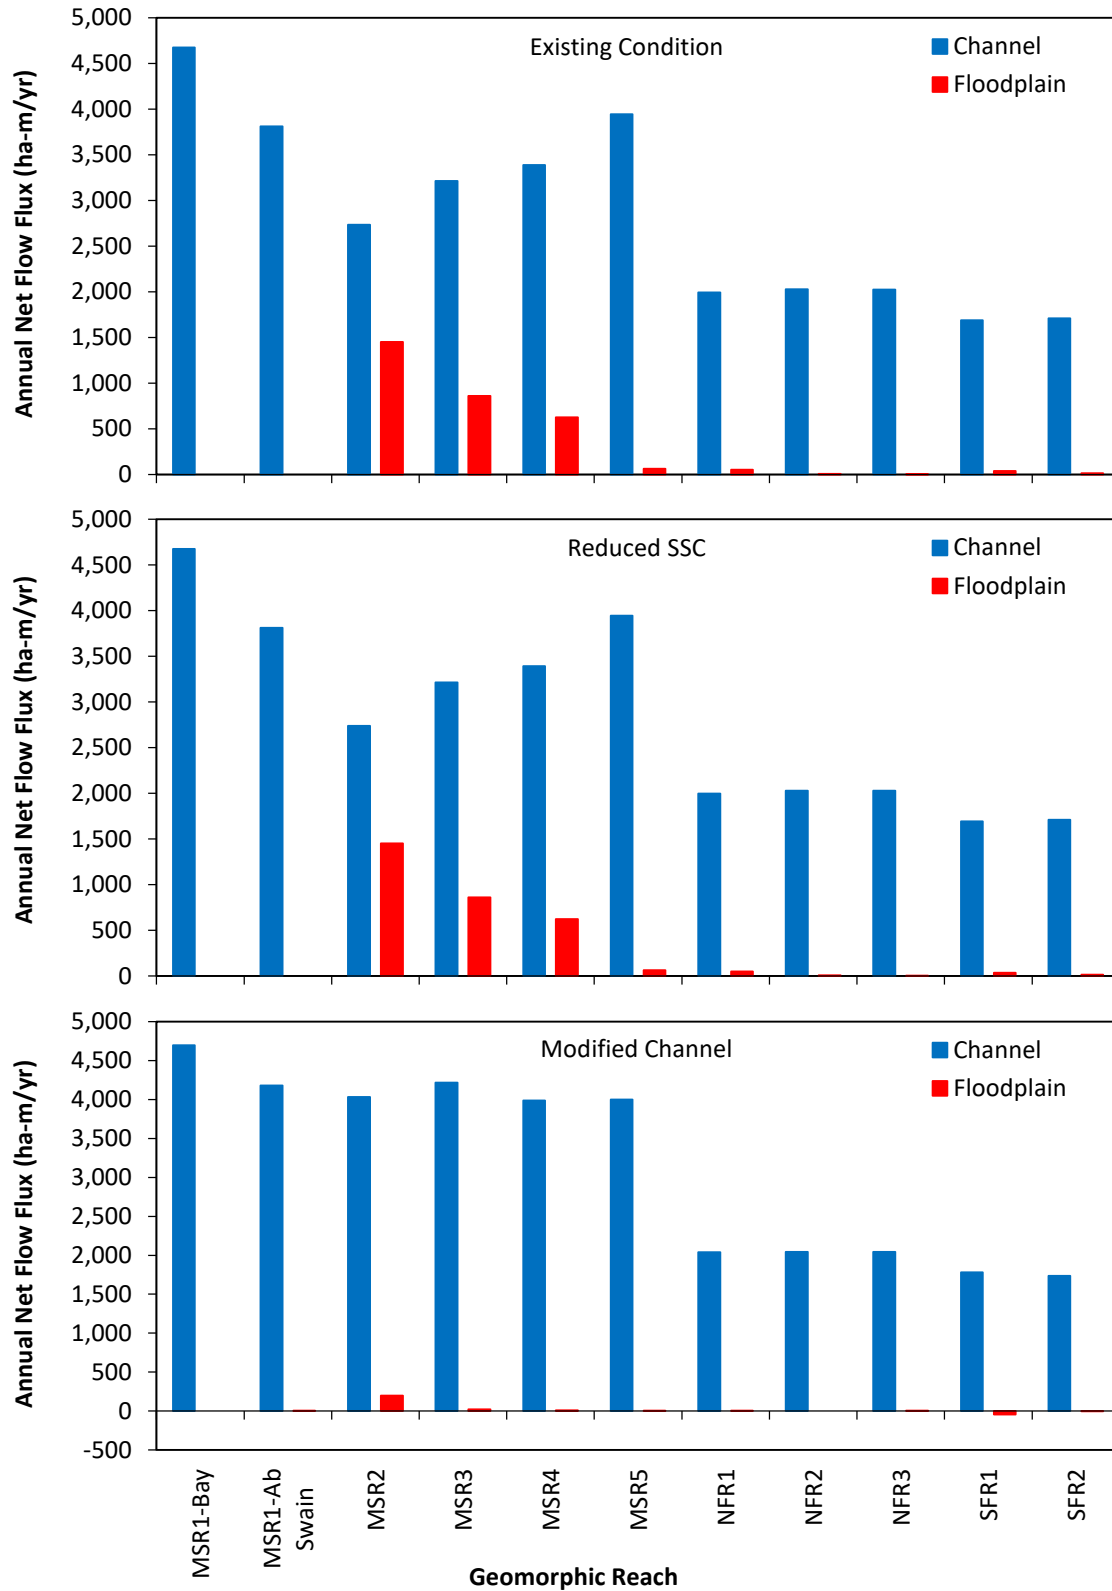 Existing Condition
Channel
Floodplain
Annual Net Flow Flux (ha-m/yr)
5,000
4,500
4,000
3,500
3,000
2,500
2,000
1,500
1,000
500
0
Reduced SSC
Channel
Floodplain
Annual Net Flow Flux (ha-m/yr)
5,000
4,500
4,000
3,500
3,000
2,500
2,000
1,500
1,000
500
0
Modified Channel
Channel
Floodplain
Annual Net Flow Flux (ha-m/yr)
5,000
4,500
4,000
3,500
3,000
2,500
2,000
1,500
1,000
500
0
-500
MSR1-Bay
MSR1-Ab
Swain
MSR2
MSR3
MSR4
MSR5
NFR1
NFR2
NFR3
SFR1
SFR2
Geomorphic Reach